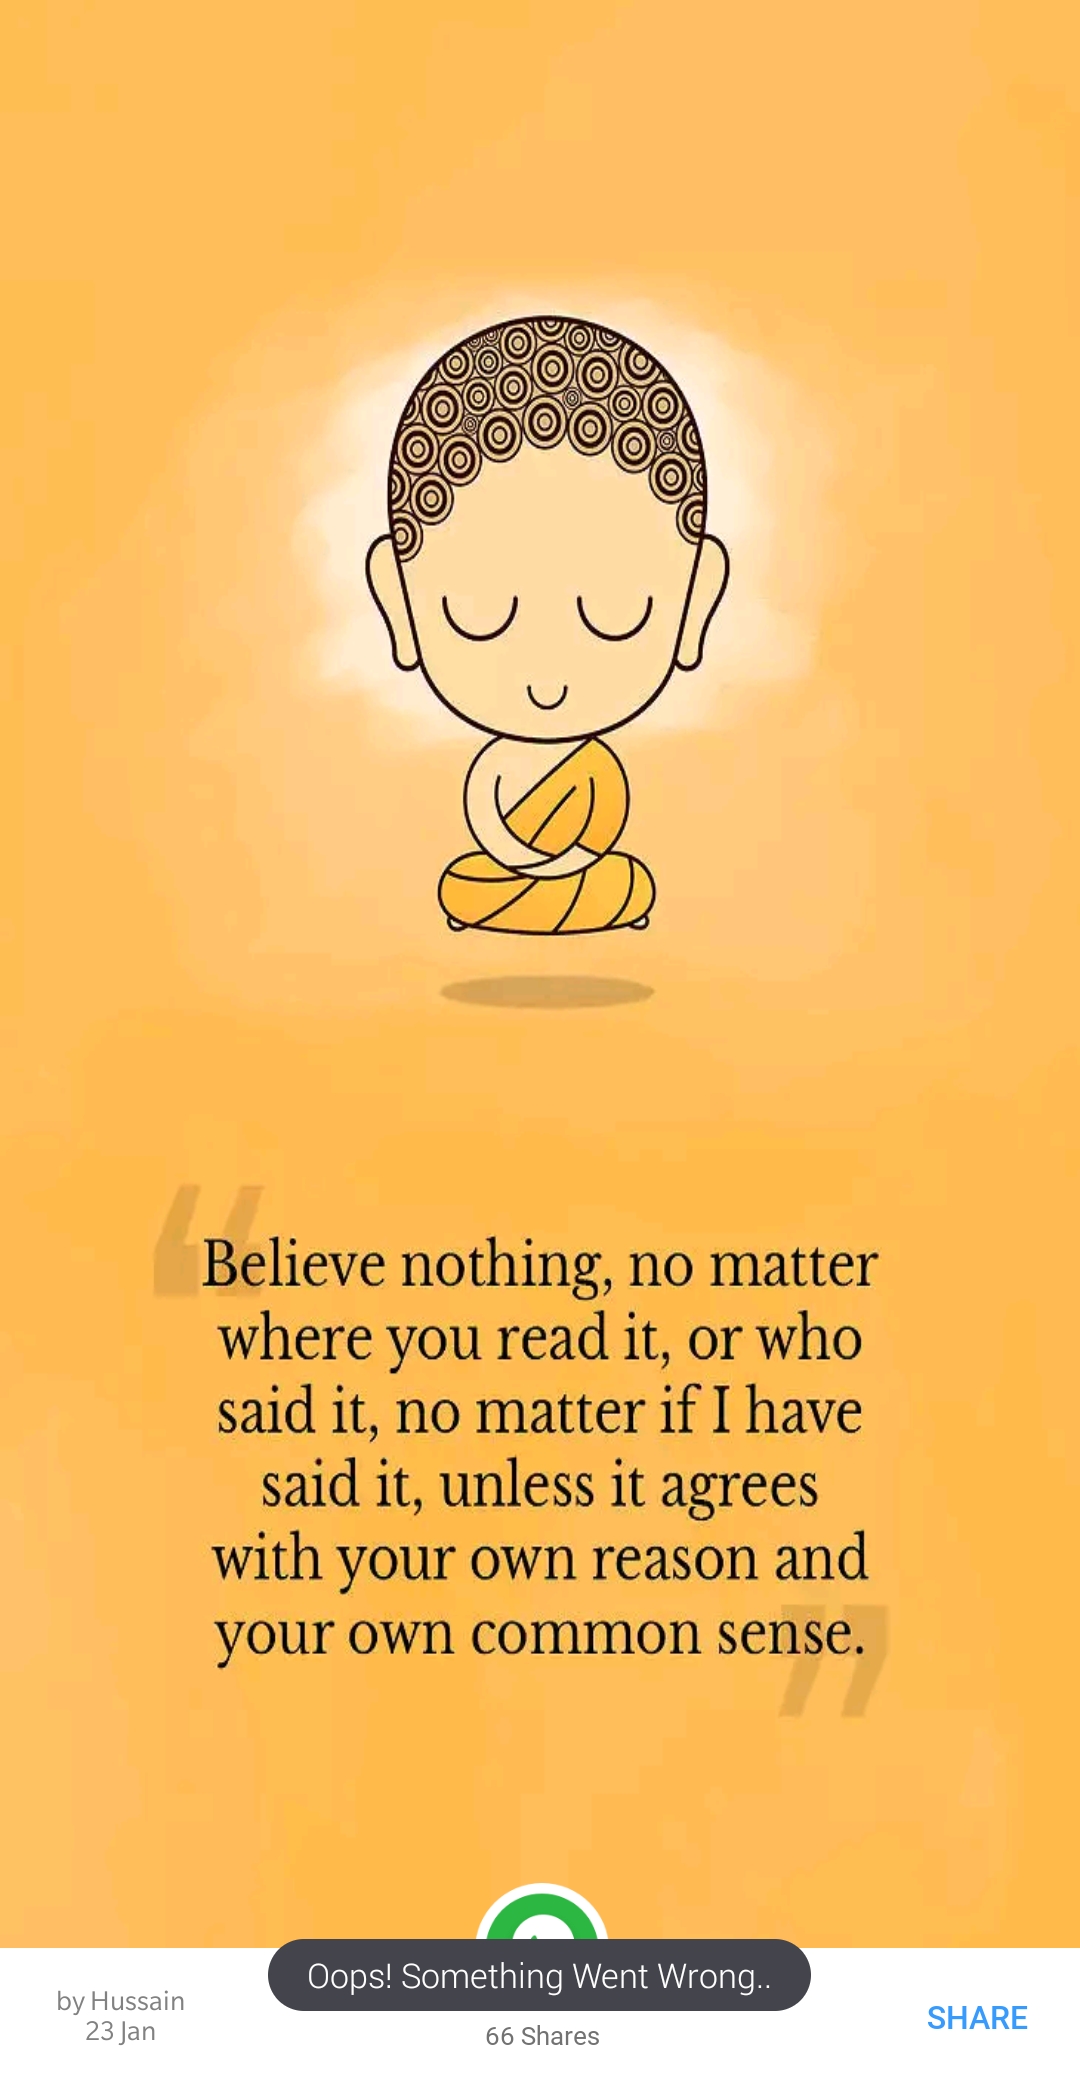 Believe nothing, no matter
where you read it, or who
said it, no matter if I have
said it, unless it agrees
with your own reason and
your own common sense.
Oops! Something Went Wrong..
by Hussain
23 Jan
66 Shares
SHARE